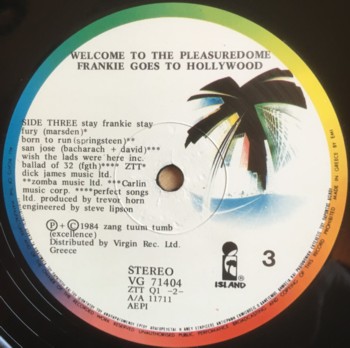 WELCOME TO THE PLEASUREDOME
FRANKIE GOES TO HOLLYWOOD
SIDE THREE stay frankie stay
fury (marsden)*
born to run(springsteen)**
san jose (bacharach + david)***
wish the lads were here inc.
ballad of 32 (fgth)**** ZTT*
dick james music ltd.
**zomba music ltd. ***Carlin
music corp. ****perfect songs
ltd. produced by trevor horn
engineered by steve lipson
Ⓟ+©1984 zang tuum tumb
(excellence)
Distributed by Virgin Rec. Ltd.
Greece
STEREO
VG 71404
ZTT Q1 -2-
A/A 11711
AEPI
ISLAND ®
3